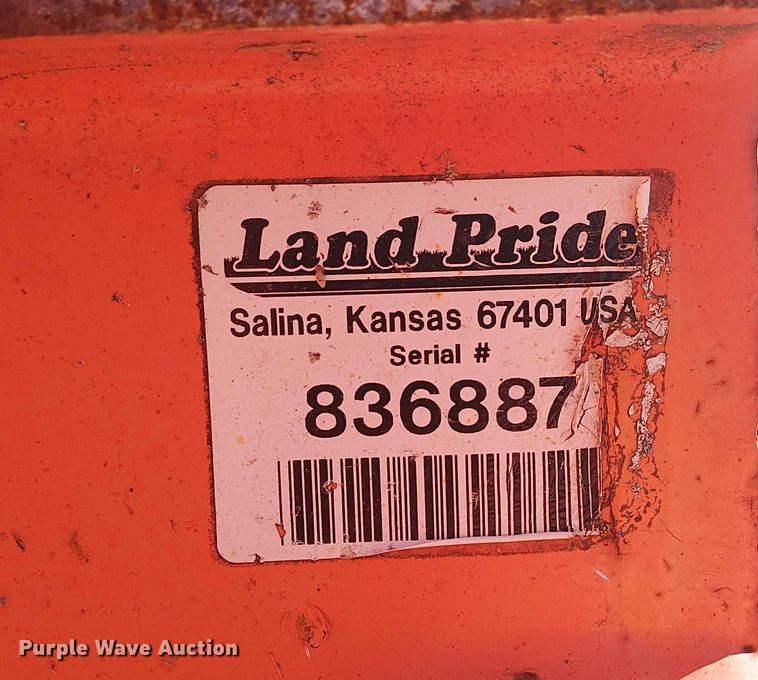 Land Pride
Salina, Kansas 67401 USA
Serial #
836887
Purple Wave Auction